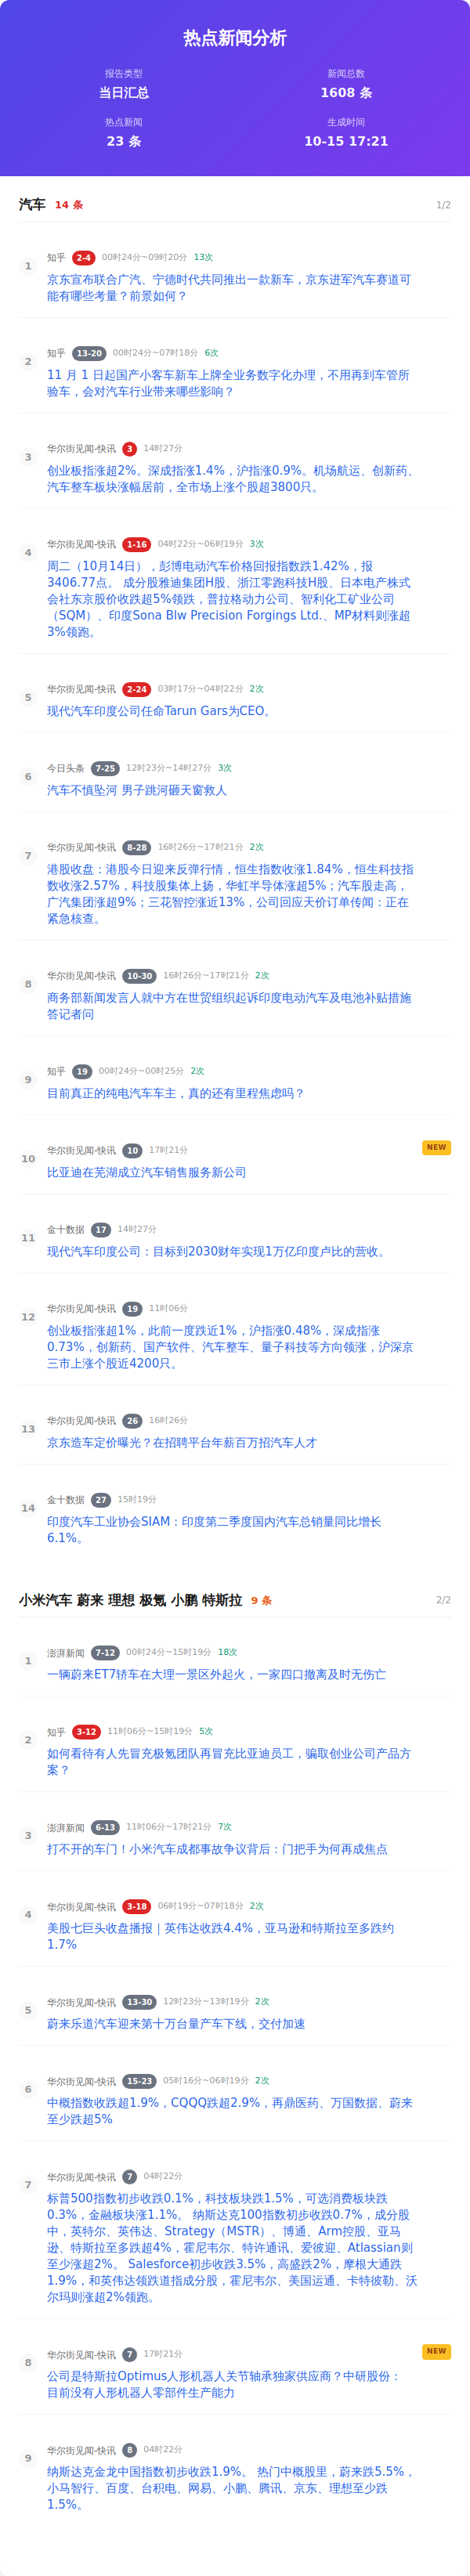 热点新闻分析
报告类型
新闻总数
当日汇总
1608 条
热点新闻
生成时间
23 条
10-15 17:21
汽车 14 条 1/2
1
知乎 2-4 00时24分~09时20分 13次
京东宣布联合广汽、宁德时代共同推出一款新车，京东进军汽车赛道可
能有哪些考量？前景如何？
2
知乎 13-20 00时24分~07时18分 6次
11 月 1 日起国产小客车新车上牌全业务数字化办理，不用再到车管所
验车，会对汽车行业带来哪些影响？
3
华尔街见闻-快讯 3 14时27分
创业板指涨超2%。深成指涨1.4%，沪指涨0.9%。机场航运、创新药、
汽车整车板块涨幅居前，全市场上涨个股超3800只。
4
华尔街见闻-快讯 1-16 04时22分~06时19分 3次
周二（10月14日），彭博电动汽车价格回报指数跌1.42%，报
3406.77点。 成分股雅迪集团H股、浙江零跑科技H股、日本电产株式
会社东京股价收跌超5%领跌，普拉格动力公司、智利化工矿业公司
（SQM）、印度Sona Blw Precision Forgings Ltd.、MP材料则涨超
3%领跑。
5
华尔街见闻-快讯 2-24 03时17分~04时22分 2次
现代汽车印度公司任命Tarun Gars为CEO。
6
今日头条 7-25 12时23分~14时27分 3次
汽车不慎坠河 男子跳河砸天窗救人
7
华尔街见闻-快讯 8-28 16时26分~17时21分 2次
港股收盘：港股今日迎来反弹行情，恒生指数收涨1.84%，恒生科技指
数收涨2.57%，科技股集体上扬，华虹半导体涨超5%；汽车股走高，
广汽集团涨超9%；三花智控涨近13%，公司回应天价订单传闻：正在
紧急核查。
8
华尔街见闻-快讯 10-30 16时26分~17时21分 2次
商务部新闻发言人就中方在世贸组织起诉印度电动汽车及电池补贴措施
答记者问
9
知乎 19 00时24分~00时25分 2次
目前真正的纯电汽车车主，真的还有里程焦虑吗？
10
华尔街见闻-快讯 10 17时21分 NEW
比亚迪在芜湖成立汽车销售服务新公司
11
金十数据 17 14时27分
现代汽车印度公司：目标到2030财年实现1万亿印度卢比的营收。
12
华尔街见闻-快讯 19 11时06分
创业板指涨超1%，此前一度跌近1%，沪指涨0.48%，深成指涨
0.73%，创新药、国产软件、汽车整车、量子科技等方向领涨，沪深京
三市上涨个股近4200只。
13
华尔街见闻-快讯 26 16时26分
京东造车定价曝光？在招聘平台年薪百万招汽车人才
14
金十数据 27 15时19分
印度汽车工业协会SIAM：印度第二季度国内汽车总销量同比增长
6.1%。
小米汽车 蔚来 理想 极氪 小鹏 特斯拉 9 条 2/2
1
澎湃新闻 7-12 00时24分~15时19分 18次
一辆蔚来ET7轿车在大理一景区外起火，一家四口撤离及时无伤亡
2
知乎 3-12 11时06分~15时19分 5次
如何看待有人先冒充极氪团队再冒充比亚迪员工，骗取创业公司产品方
案？
3
澎湃新闻 6-13 11时06分~17时21分 7次
打不开的车门！小米汽车成都事故争议背后：门把手为何再成焦点
4
华尔街见闻-快讯 3-18 06时19分~07时18分 2次
美股七巨头收盘播报｜英伟达收跌4.4%，亚马逊和特斯拉至多跌约
1.7%
5
华尔街见闻-快讯 13-30 12时23分~13时19分 2次
蔚来乐道汽车迎来第十万台量产车下线，交付加速
6
华尔街见闻-快讯 15-23 05时16分~06时19分 2次
中概指数收跌超1.9%，CQQQ跌超2.9%，再鼎医药、万国数据、蔚来
至少跌超5%
7
华尔街见闻-快讯 7 04时22分
标普500指数初步收跌0.1%，科技板块跌1.5%，可选消费板块跌
0.3%，金融板块涨1.1%。 纳斯达克100指数初步收跌0.7%，成分股
中，英特尔、英伟达、Strategy（MSTR）、博通、Arm控股、亚马
逊、特斯拉至多跌超4%，霍尼韦尔、特许通讯、爱彼迎、Atlassian则
至少涨超2%。 Salesforce初步收跌3.5%，高盛跌2%，摩根大通跌
1.9%，和英伟达领跌道指成分股，霍尼韦尔、美国运通、卡特彼勒、沃
尔玛则涨超2%领跑。
8
华尔街见闻-快讯 7 17时21分 NEW
公司是特斯拉Optimus人形机器人关节轴承独家供应商？中研股份：
目前没有人形机器人零部件生产能力
9
华尔街见闻-快讯 8 04时22分
纳斯达克金龙中国指数初步收跌1.9%。 热门中概股里，蔚来跌5.5%，
小马智行、百度、台积电、网易、小鹏、腾讯、京东、理想至少跌
1.5%。